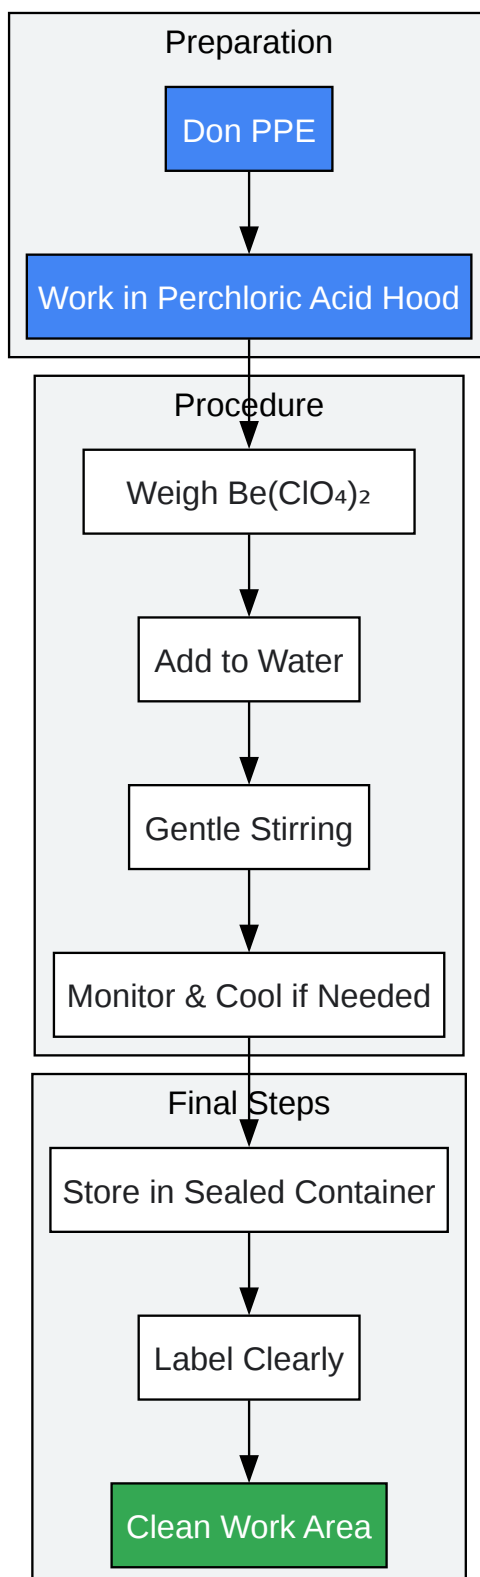 Preparation
Don PPE
Work in Perchloric Acid Hood
Procedure
Weigh Be(ClO₄)₂
Add to Water
Gentle Stirring
Monitor & Cool if Needed
Final Steps
Store in Sealed Container
Label Clearly
Clean Work Area